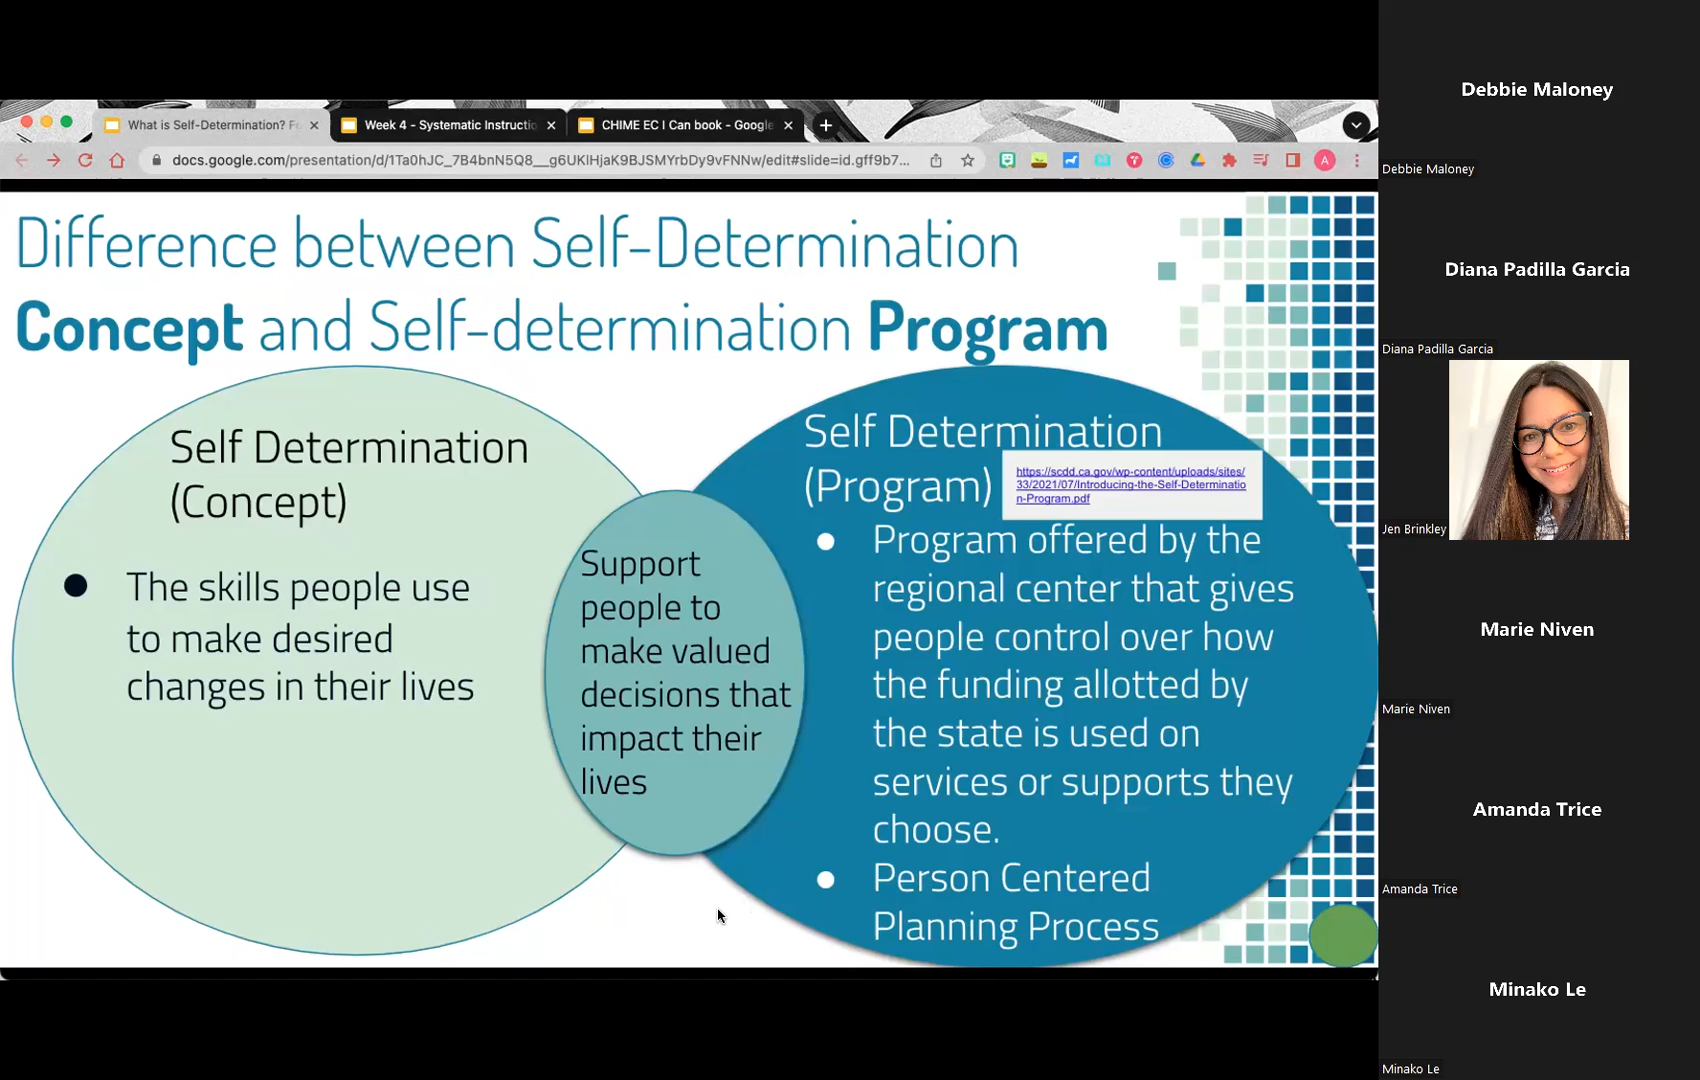 What is Self-Determination? F
Week 4 - Systematic Instructio
CHIME EC I Can book - Google
docs.google.com/presentation/d/1Ta0hJC_7B4bnN5Q8__g6UKlHjaK9BJSMYrbDy9vFNNw/edit#slide=id.gff9b7...
A
Difference between Self-Determination
Concept and Self-determination Program
Self Determination
(Concept)
● The skills people use
to make desired
changes in their lives
Support
people to
make valued
decisions that
impact their
lives
Self Determination
(Program)
https://scdd.ca.gov/wp-content/uploads/sites/
33/2021/07/Introducing-the-Self-Determinatio
n-Program.pdf
● Program offered by the
regional center that gives
people control over how
the funding allotted by
the state is used on
services or supports they
choose.
● Person Centered
Planning Process
Debbie Maloney
Debbie Maloney
Diana Padilla Garcia
Diana Padilla Garcia
Jen Brinkley
Marie Niven
Marie Niven
Amanda Trice
Amanda Trice
Minako Le
Minako Le